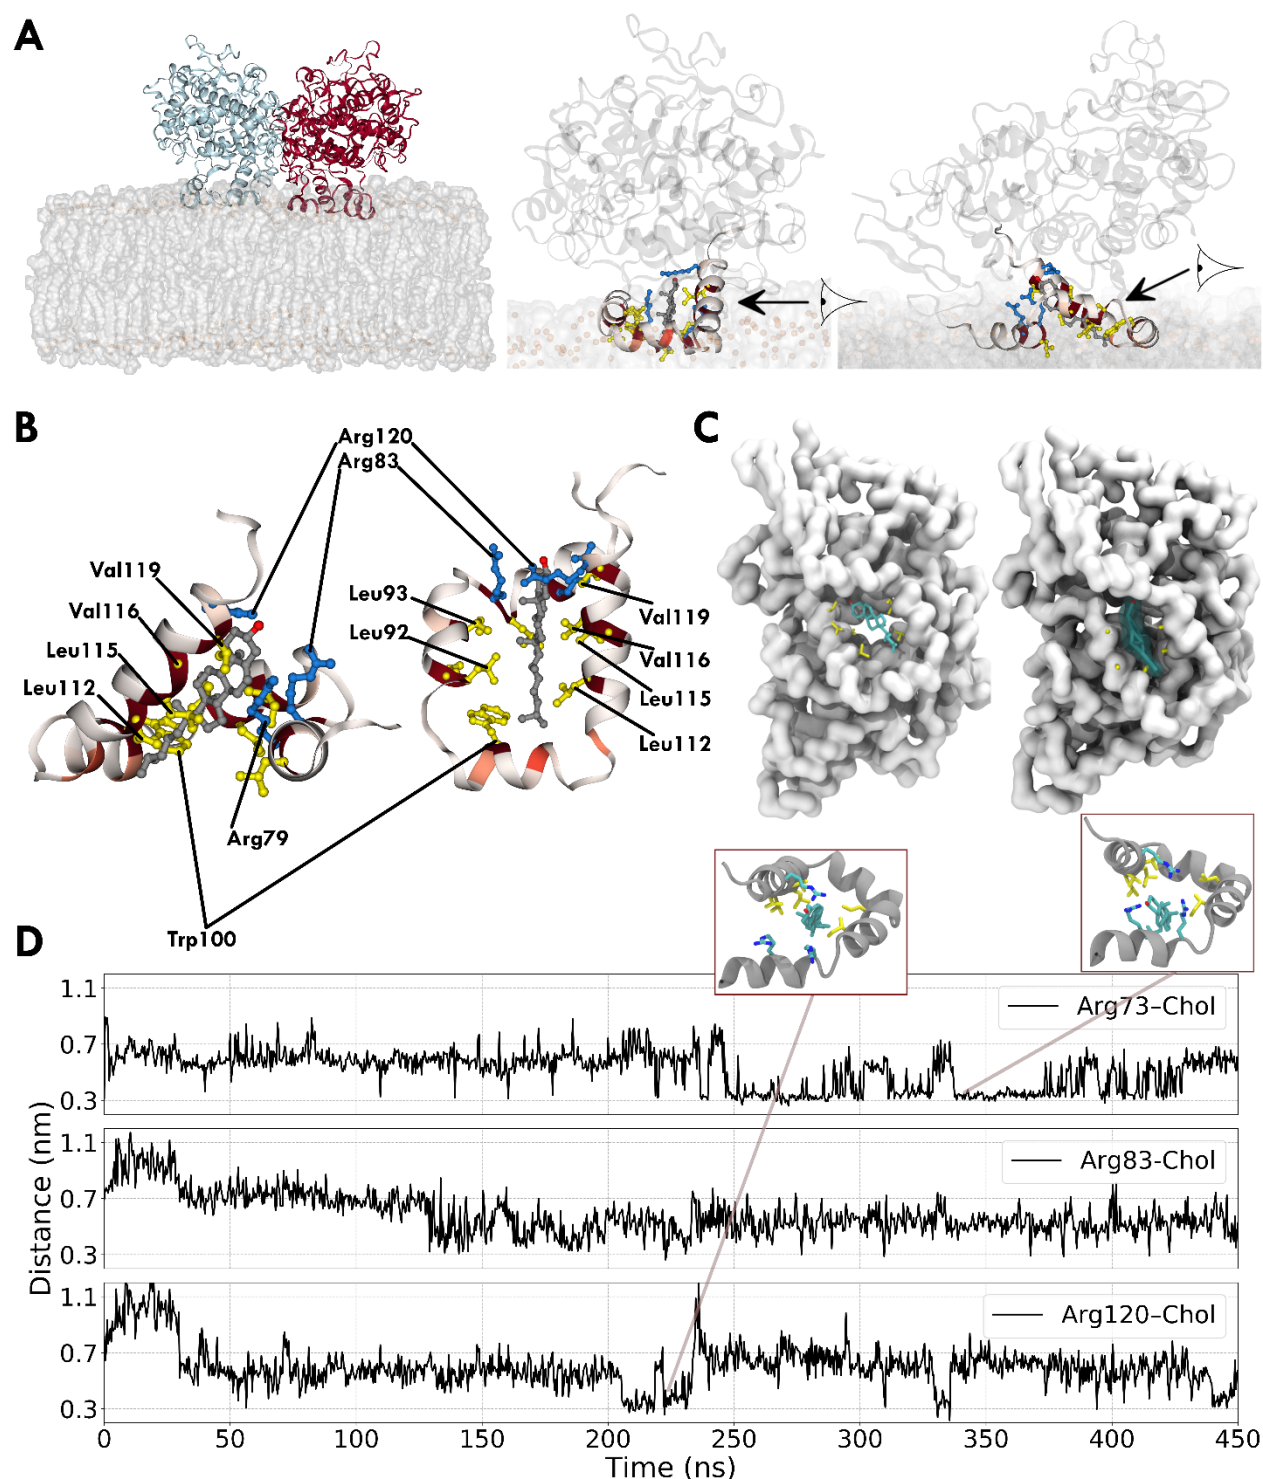 A
B
C
Arg120
Arg83
Val119
Val116
Leu115
Leu112
Arg79
Trp100
Leu93
Leu92
Val119
Val116
Leu115
Leu112
D
Distance (nm)
1.1
0.7
0.3
Arg73–Chol
1.1
0.7
0.3
Arg83-Chol
1.1
0.7
0.3
Arg120–Chol
0 50 100 150 200 250 300 350 400 450
Time (ns)